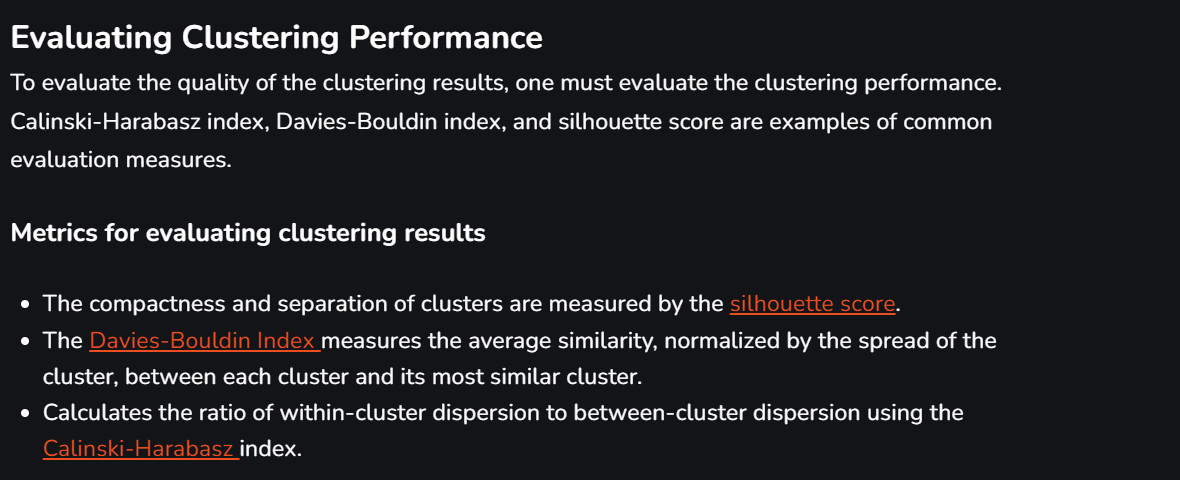 Evaluating Clustering Performance
To evaluate the quality of the clustering results, one must evaluate the clustering performance.
Calinski-Harabasz index, Davies-Bouldin index, and silhouette score are examples of common
evaluation measures.
Metrics for evaluating clustering results
• The compactness and separation of clusters are measured by the silhouette score.
• The Davies-Bouldin Index measures the average similarity, normalized by the spread of the
cluster, between each cluster and its most similar cluster.
• Calculates the ratio of within-cluster dispersion to between-cluster dispersion using the
Calinski-Harabasz index.